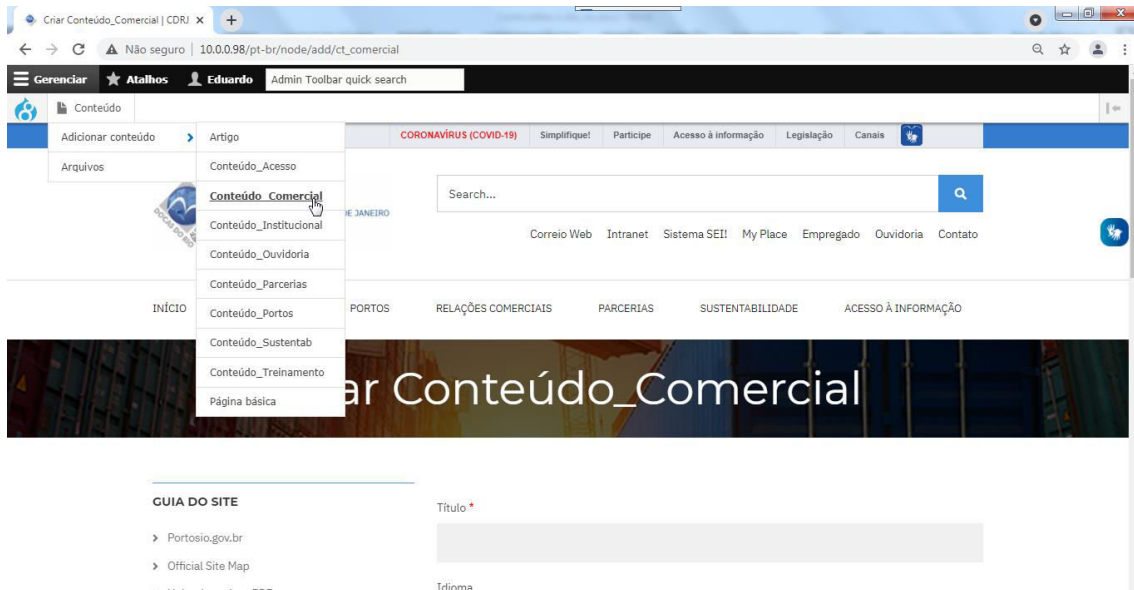 Criar Conteúdo_Comercial | CDRJ
Não seguro | 10.0.0.98/pt-br/node/add/ct_comercial
Gerenciar Atalhos Eduardo Admin Toolbar quick search
Conteúdo
Adicionar conteúdo
Arquivos
Artigo
Conteúdo_Acesso
Conteúdo_Comercial
Conteúdo_Institucional
Conteúdo_Ouvidoria
Conteúdo_Parcerias
Conteúdo_Portos
Conteúdo_Sustentab
Conteúdo_Treinamento
Página básica
CORONAVÍRUS (COVID-19) Simplifique! Participe Acesso à informação Legislação Canais
DOCAS DO RIO
DE JANEIRO
Search...
Correio Web Intranet Sistema SEI! My Place Empregado Ouvidoria Contato
INÍCIO PORTOS RELAÇÕES COMERCIAIS PARCERIAS SUSTENTABILIDADE ACESSO À INFORMAÇÃO
ar Conteúdo_Comercial
GUIA DO SITE
Portosio.gov.br
Official Site Map
Título *
Idioma